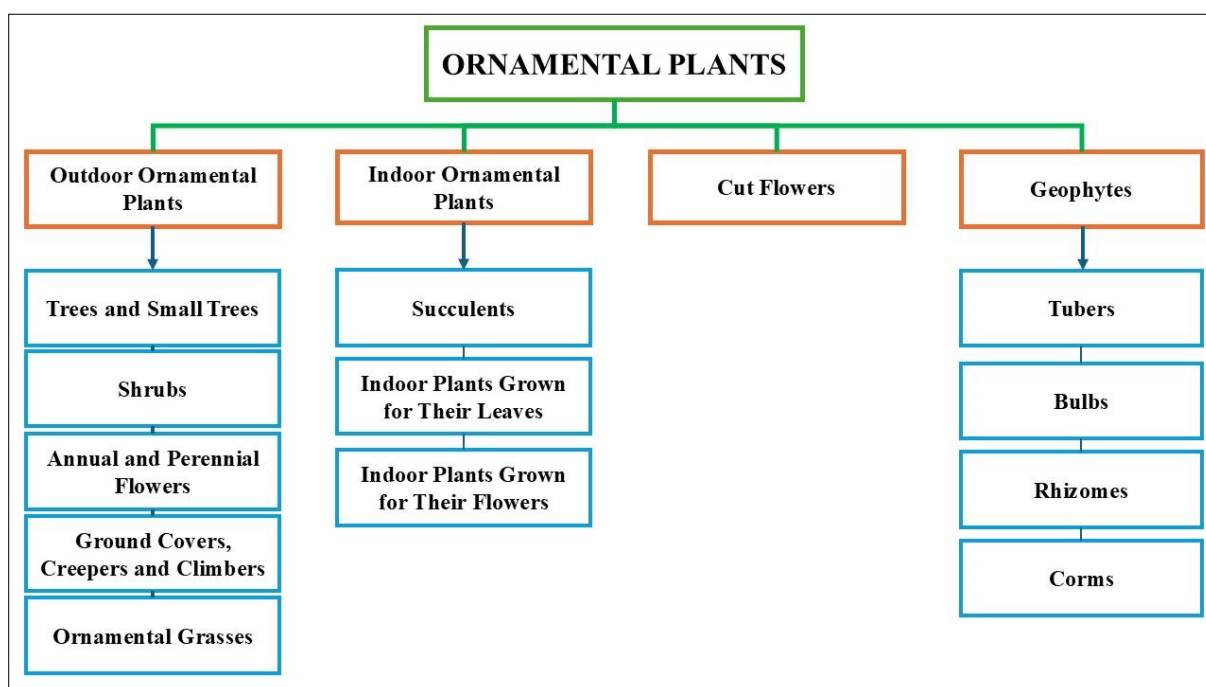 ORNAMENTAL PLANTS
Outdoor Ornamental
Plants
Indoor Ornamental
Plants
Cut Flowers
Geophytes
Trees and Small Trees
Shrubs
Annual and Perennial
Flowers
Ground Covers,
Creepers and Climbers
Ornamental Grasses
Succulents
Indoor Plants Grown
for Their Leaves
Indoor Plants Grown
for Their Flowers
Tubers
Bulbs
Rhizomes
Corms